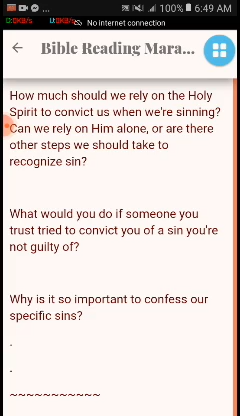 100% 6:49 AM
0:0KB/s U:0KB/s No internet connection
Bible Reading Mara...
How much should we rely on the Holy
Spirit to convict us when we're sinning?
Can we rely on Him alone, or are there
other steps we should take to
recognize sin?
What would you do if someone you
trust tried to convict you of a sin you're
not guilty of?
Why is it so important to confess our
specific sins?
.
.
~~~~~~~~~~~